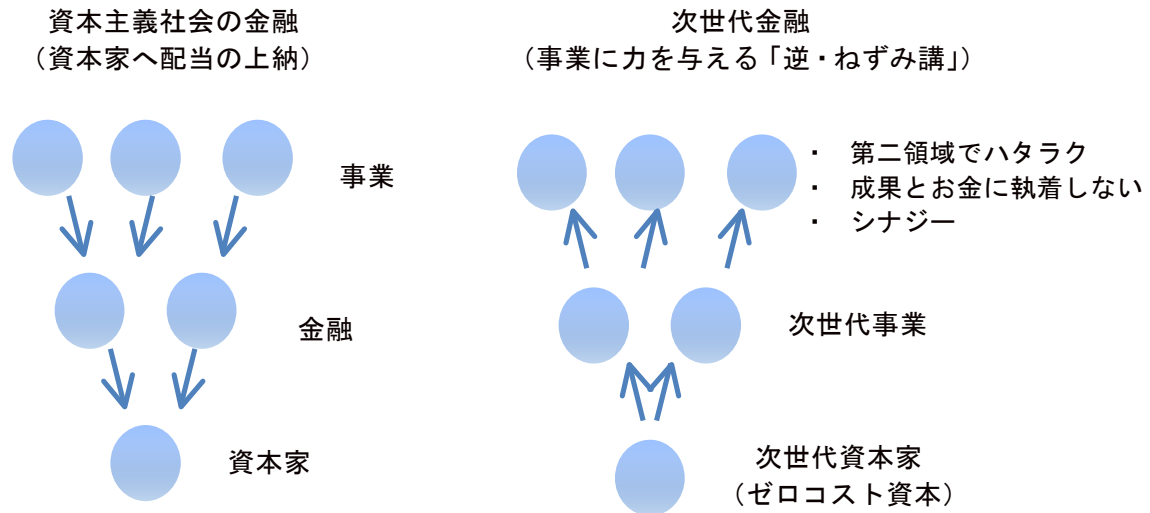 資本主義社会の金融
（資本家へ配当の上納）
事業
金融
資本家
次世代金融
（事業に力を与える「逆・ねずみ講」）
・ 第二領域でハタラク
・ 成果とお金に執着しない
・ シナジー
次世代事業
次世代資本家
（ゼロコスト資本）